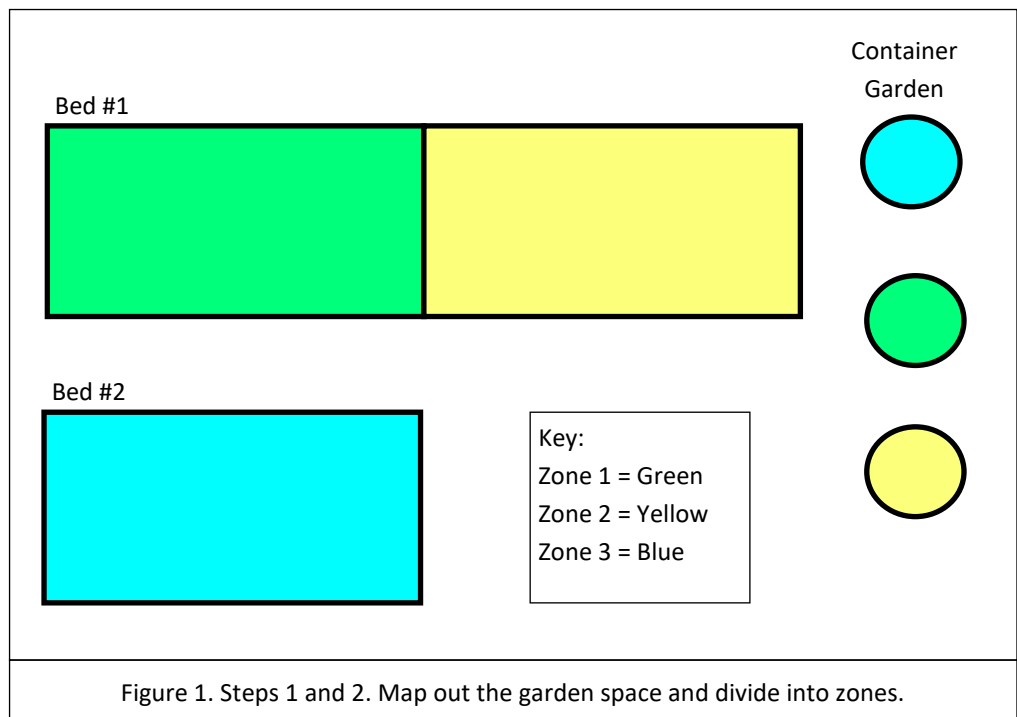 Container
Garden
Bed #1
Bed #2
Key:
Zone 1 = Green
Zone 2 = Yellow
Zone 3 = Blue
Figure 1. Steps 1 and 2. Map out the garden space and divide into zones.